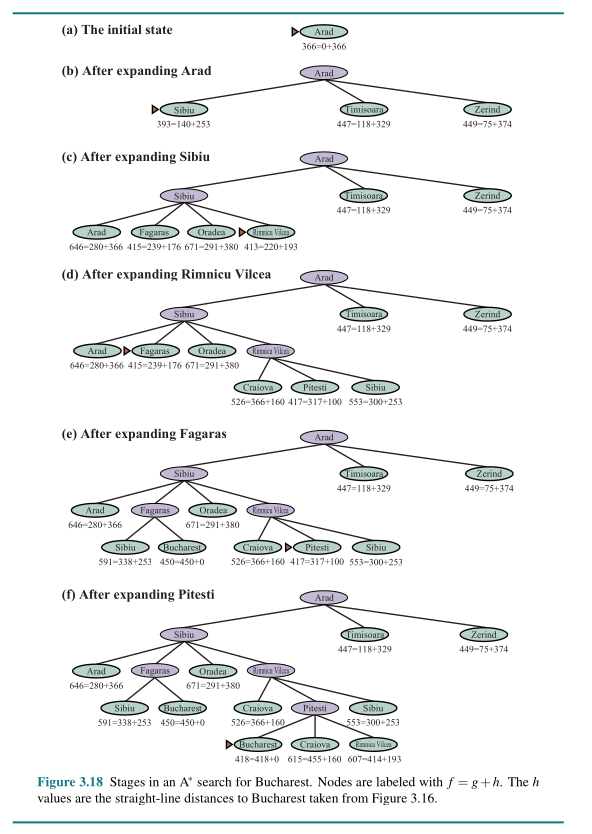 (a) The initial state
Arad
366=0+366
(b) After expanding Arad
Arad
Sibiu Timisoara Zerind
393=140+253 447=118+329 449=75+374
(c) After expanding Sibiu
Arad
Sibiu Timisoara Zerind
447=118+329 449=75+374
Arad Fagaras Oradea Rimnicu Vilcea
646=280+366 415=239+176 671=291+380 413=220+193
(d) After expanding Rimnicu Vilcea
Arad
Sibiu Timisoara Zerind
447=118+329 449=75+374
Arad Fagaras Oradea Rimnicu Vilcea
646=280+366 415=239+176 671=291+380
Craiova Pitesti Sibiu
526=366+160 417=317+100 553=300+253
(e) After expanding Fagaras
Arad
Sibiu Timisoara Zerind
447=118+329 449=75+374
Arad Fagaras Oradea Rimnicu Vilcea
646=280+366 671=291+380
Sibiu Bucharest Craiova Pitesti Sibiu
591=338+253 450=450+0 526=366+160 417=317+100 553=300+253
(f) After expanding Pitesti
Arad
Sibiu Timisoara Zerind
447=118+329 449=75+374
Arad Fagaras Oradea Rimnicu Vilcea
646=280+366 671=291+380
Sibiu Bucharest Craiova Pitesti Sibiu
591=338+253 450=450+0 526=366+160 553=300+253
Bucharest Craiova Rimnicu Vilcea
418=418+0 615=455+160 607=414+193
Figure 3.18 Stages in an A* search for Bucharest. Nodes are labeled with f = g+h. The h
values are the straight-line distances to Bucharest taken from Figure 3.16.